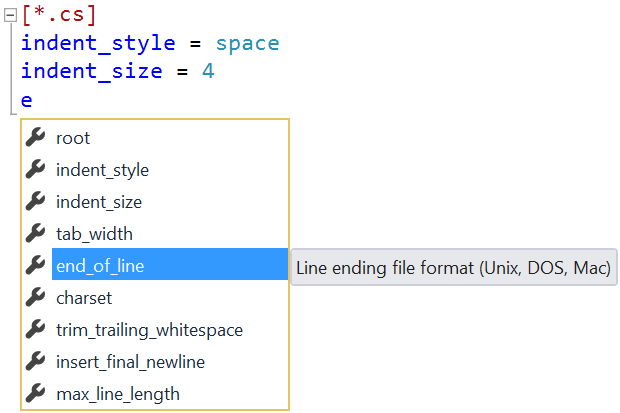 [*.cs]
indent_style = space
indent_size = 4
e
root
indent_style
indent_size
tab_width
end_of_line
Line ending file format (Unix, DOS, Mac)
charset
trim_trailing_whitespace
insert_final_newline
max_line_length